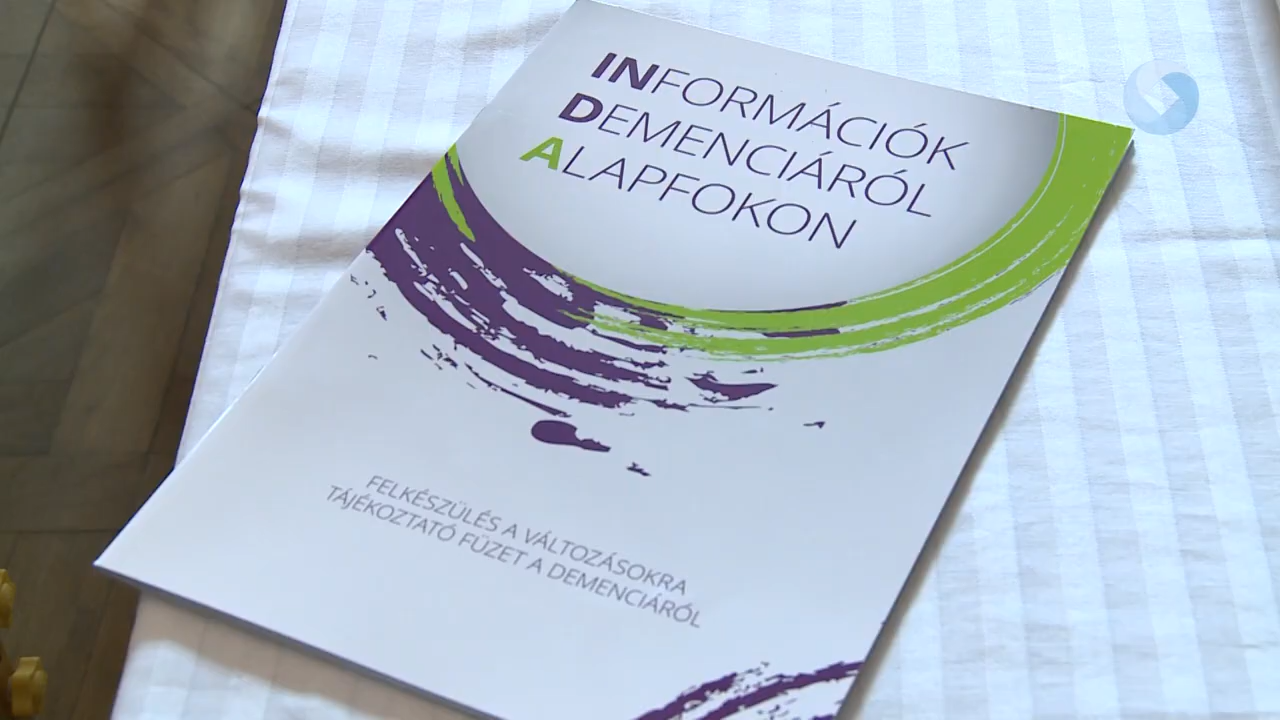 INFORMÁCIÓK
DEMENCIÁRÓL
ALAPFOKON
FELKÉSZÜLÉS A VÁLTOZÁSOKRA
TÁJÉKOZTATÓ FÜZET A DEMENCIÁRÓL